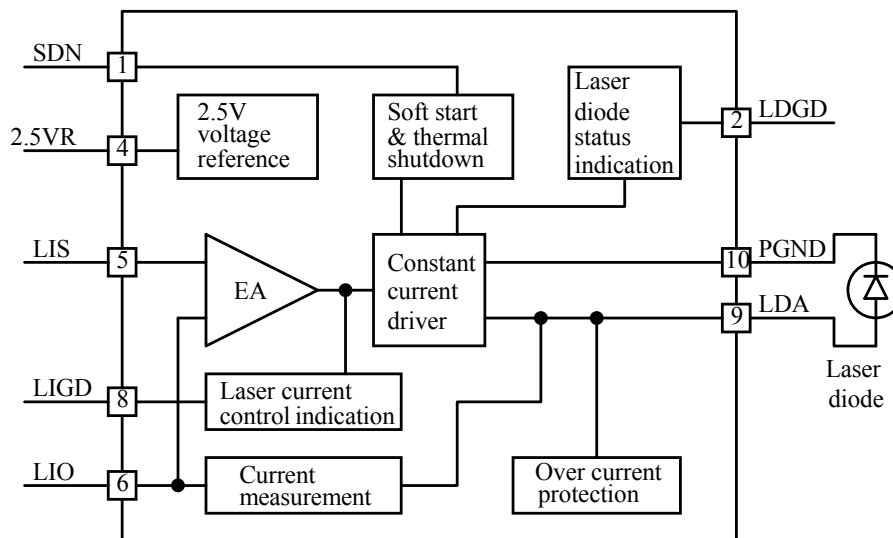 SDN
1
2.5VR
4
2.5V
voltage
reference
Soft start
& thermal
shutdown
Laser
diode
status
indication
2
LDGD
LIS
5
EA
Constant
current
driver
10
PGND
9
LDA
Laser
diode
LIGD
8
Laser current
control indication
LIO
6
Current
measurement
Over current
protection